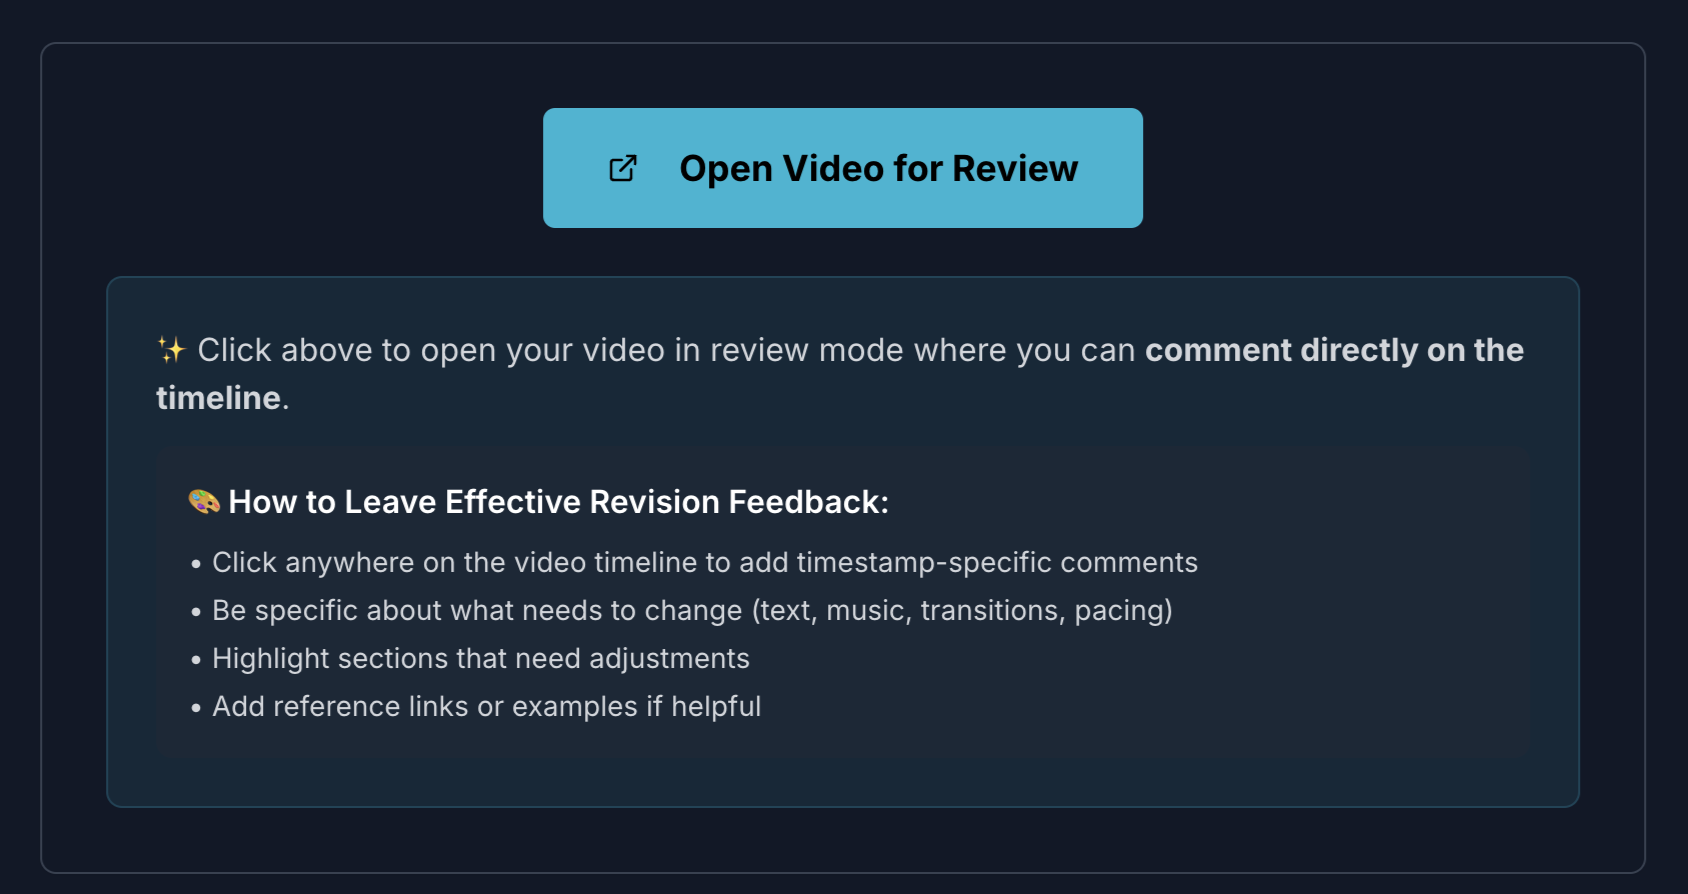 Open Video for Review
✨ Click above to open your video in review mode where you can comment directly on the
timeline.
🎨 How to Leave Effective Revision Feedback:
• Click anywhere on the video timeline to add timestamp-specific comments
• Be specific about what needs to change (text, music, transitions, pacing)
• Highlight sections that need adjustments
• Add reference links or examples if helpful